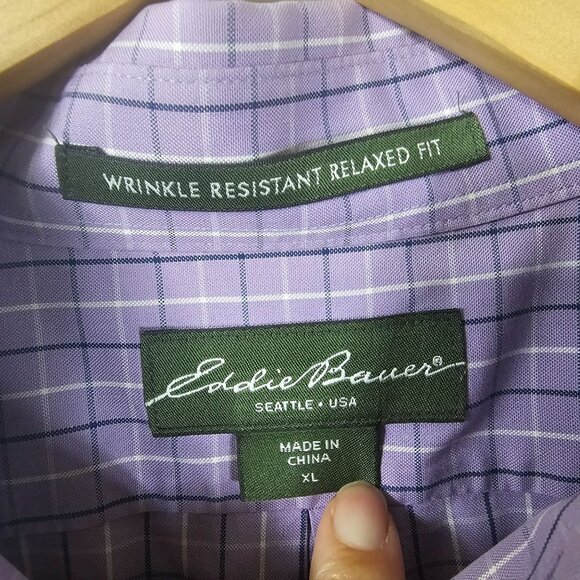 WRINKLE RESISTANT RELAXED FIT
Eddie Bauer®
SEATTLE • USA
MADE IN
CHINA
XL